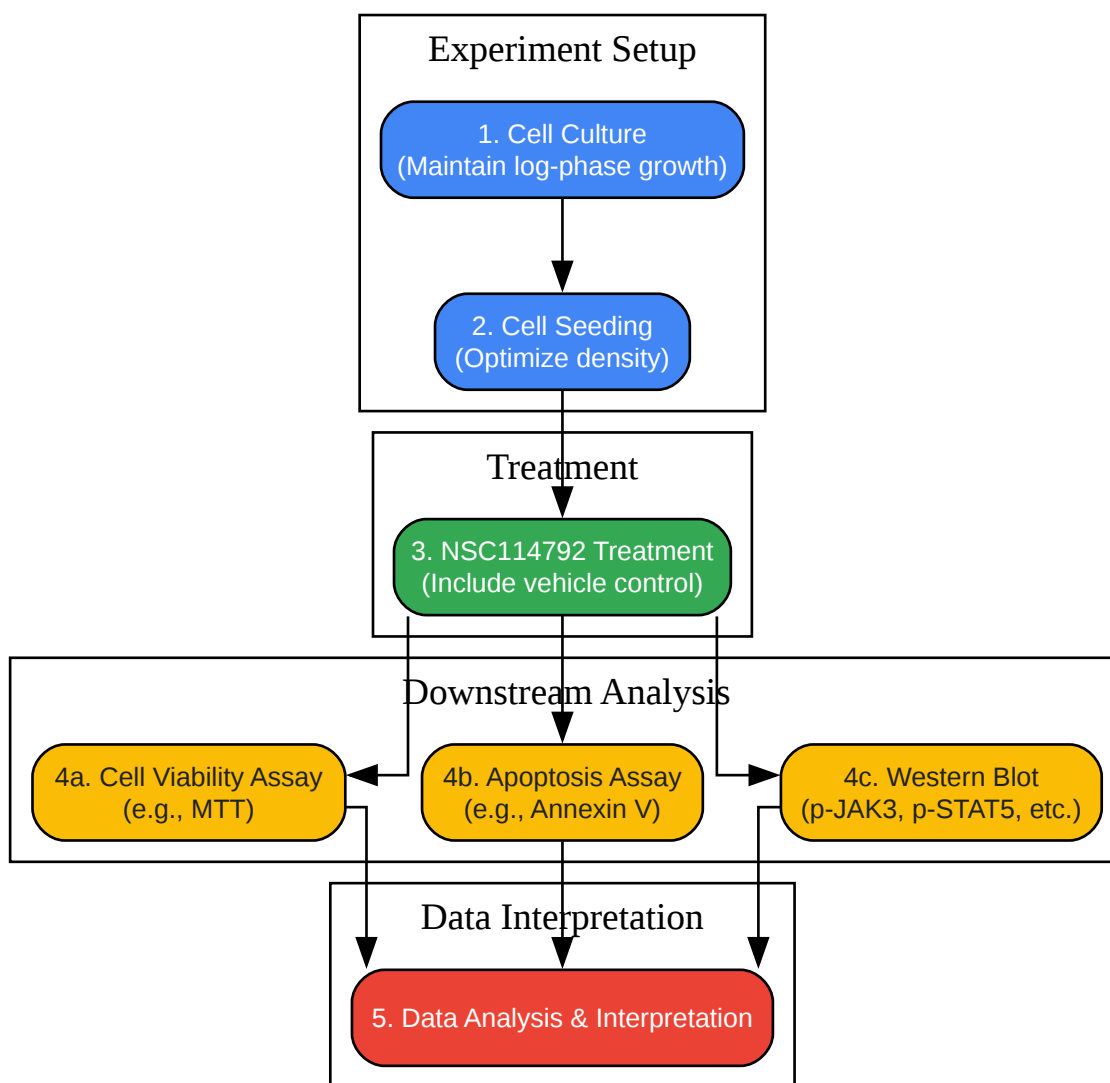 Experiment Setup
1. Cell Culture
(Maintain log-phase growth)
2. Cell Seeding
(Optimize density)
Treatment
3. NSC114792 Treatment
(Include vehicle control)
Downstream Analysis
4a. Cell Viability Assay
(e.g., MTT)
4b. Apoptosis Assay
(e.g., Annexin V)
4c. Western Blot
(p-JAK3, p-STAT5, etc.)
Data Interpretation
5. Data Analysis & Interpretation